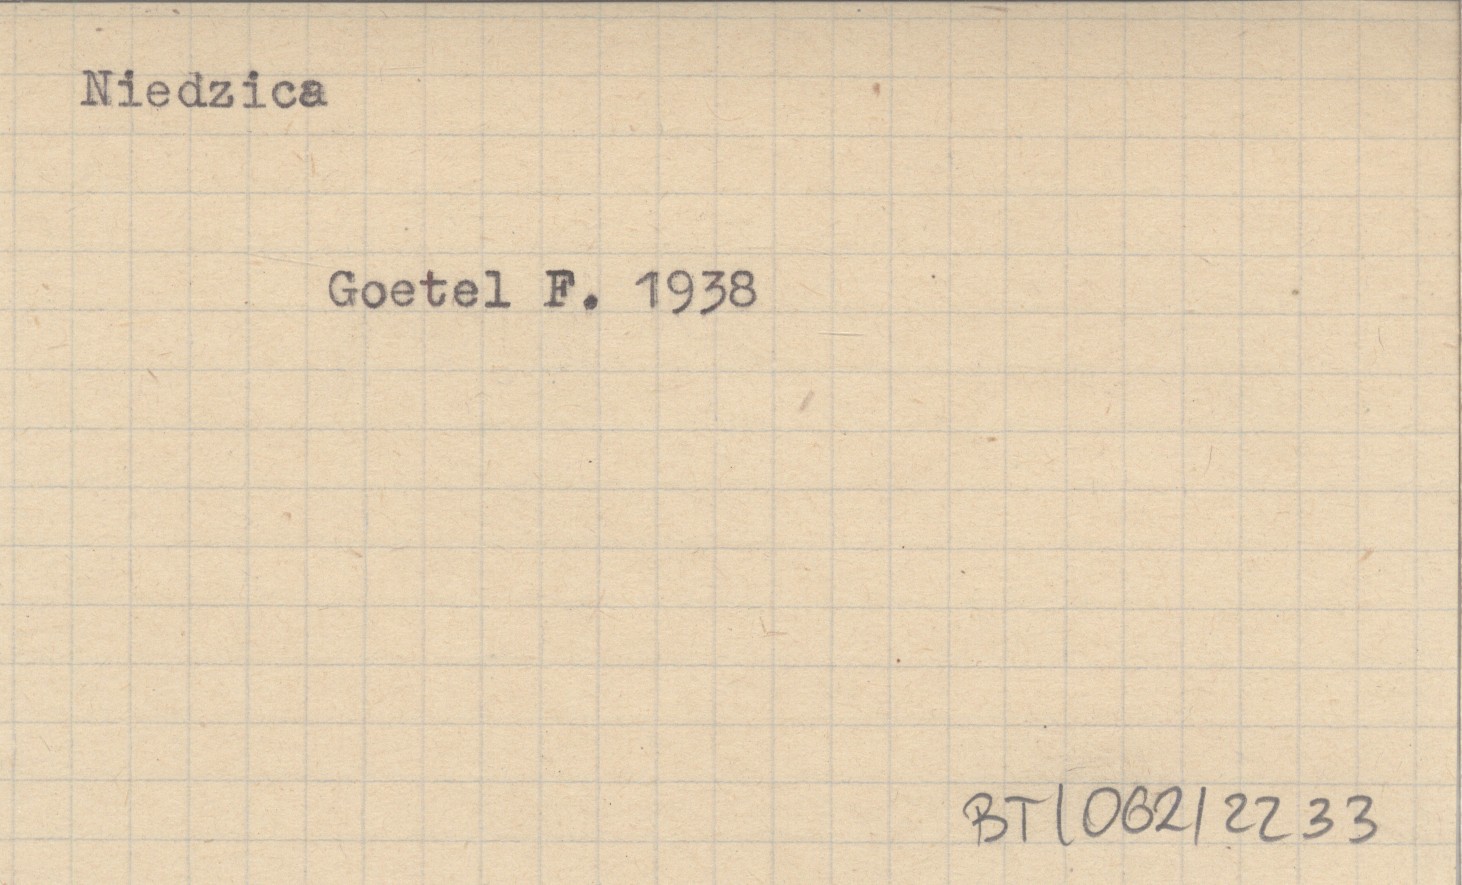 Niedzica
Goetel F. 1938
BT/062/2233